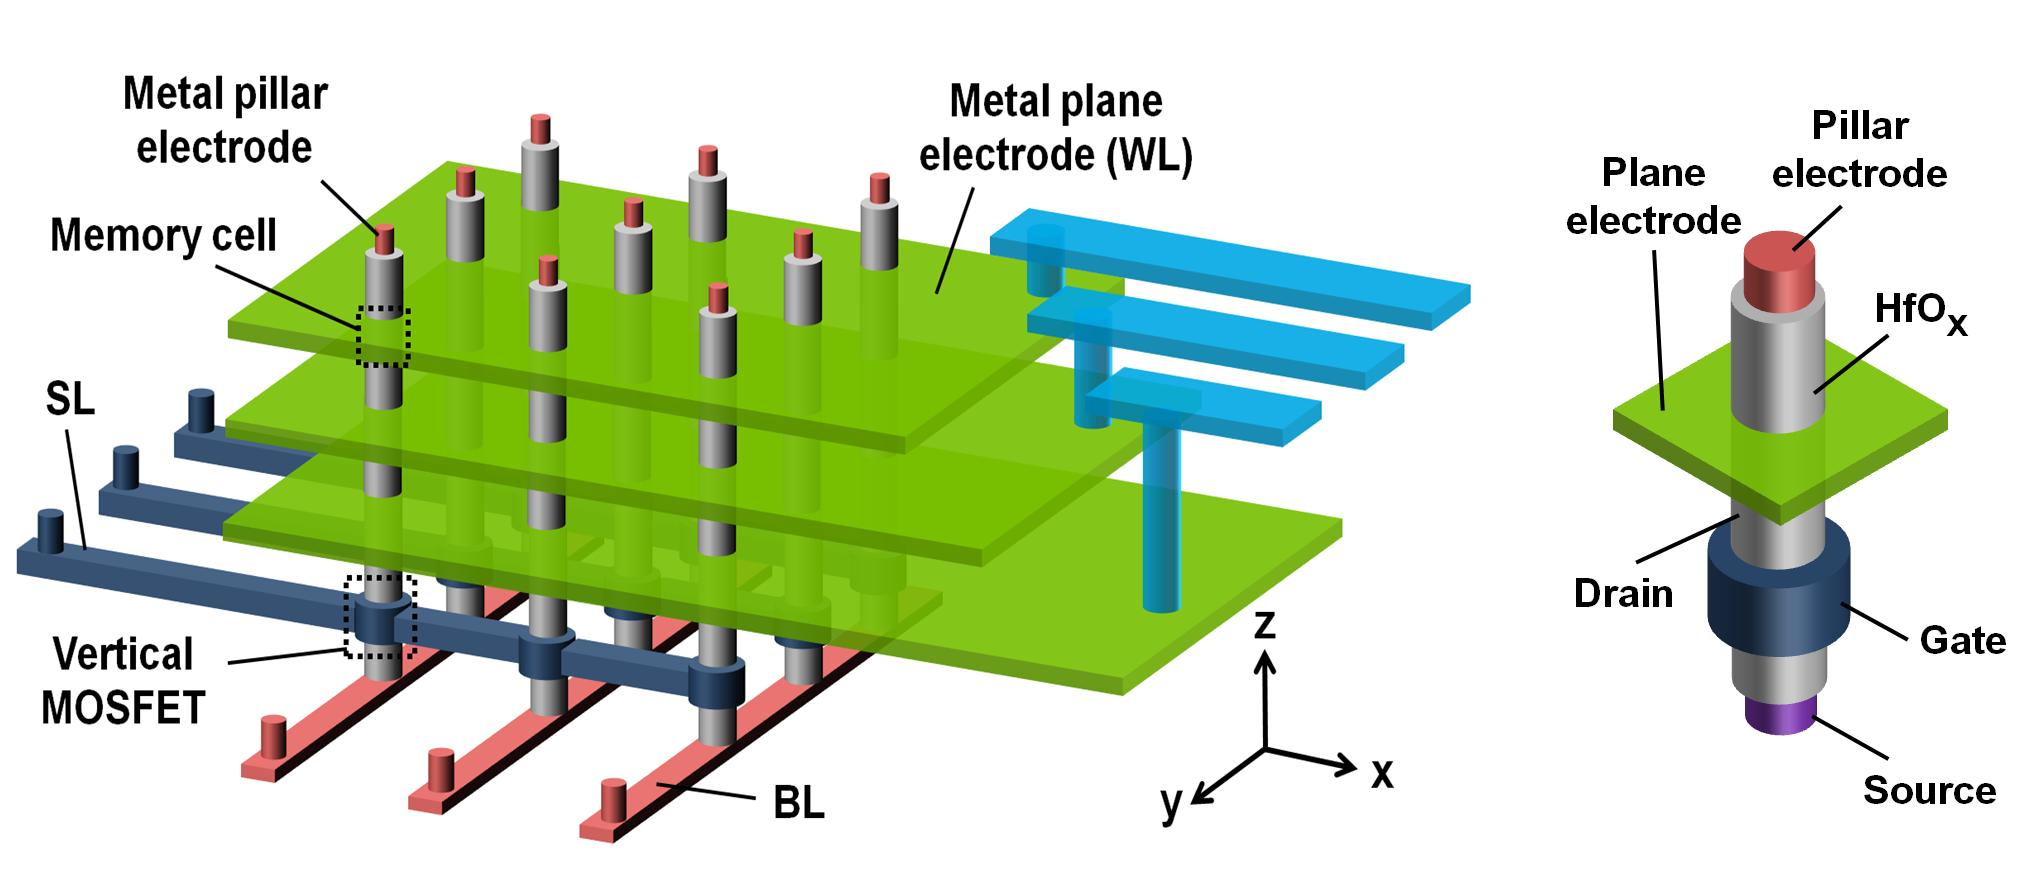 Metal pillar
electrode
Memory cell
SL
Vertical
MOSFET
Metal plane
electrode (WL)
BL
z
x
y
Plane
electrode
Pillar
electrode
HfOx
Drain
Gate
Source